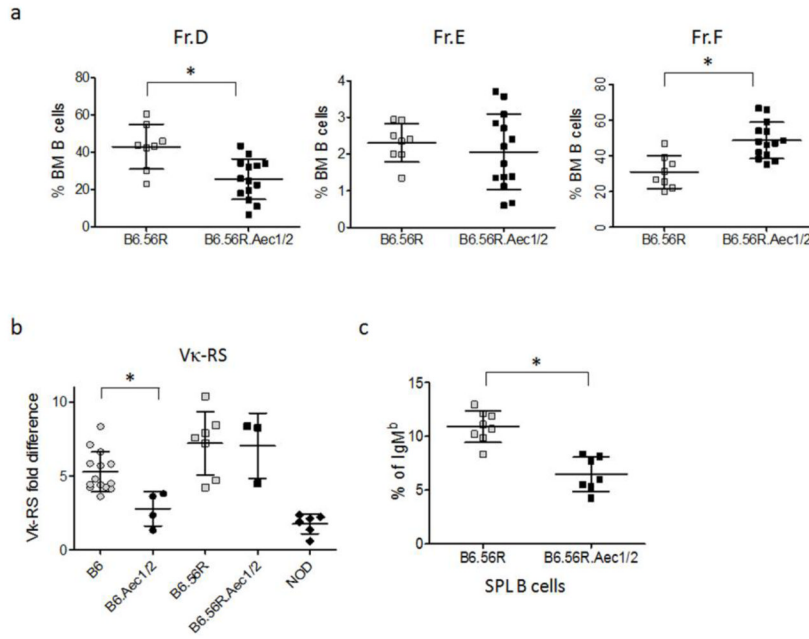 a
Fr.D
% BM B cells
80
60
40
20
0
*
B6.56R
B6.56R.Aec1/2
Fr.E
% BM B cells
4
3
2
1
0
B6.56R
B6.56R.Aec1/2
Fr.F
% BM B cells
80
60
40
20
0
*
B6.56R
B6.56R.Aec1/2
b
Vκ-RS
Vk-RS fold difference
10
5
0
*
B6
B6.Aec1/2
B6.56R
B6.56R.Aec1/2
NOD
c
% of IgMᵇ
15
10
5
0
*
B6.56R
B6.56R.Aec1/2
SPL B cells